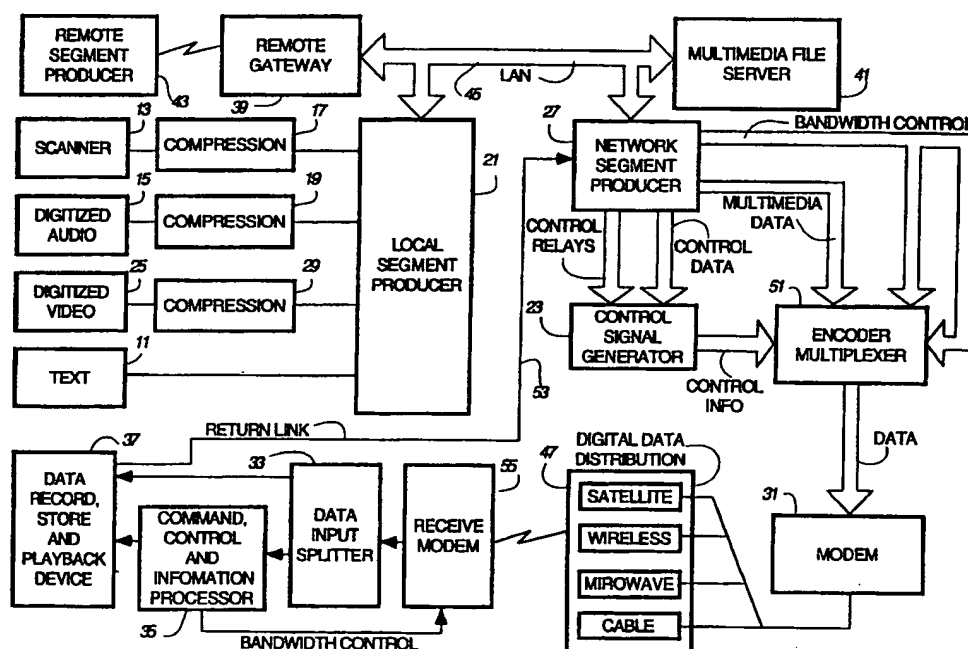 REMOTE
SEGMENT
PRODUCER
43
REMOTE
GATEWAY
39
LAN
45
MULTIMEDIA FILE
SERVER
41
SCANNER
13
COMPRESSION
17
DIGITIZED
AUDIO
15
COMPRESSION
19
DIGITIZED
VIDEO
25
COMPRESSION
29
TEXT
11
LOCAL
SEGMENT
PRODUCER
21
27
NETWORK
SEGMENT
PRODUCER
BANDWIDTH CONTROL
MULTIMEDIA
DATA
CONTROL
RELAYS
CONTROL
DATA
23
CONTROL
SIGNAL
GENERATOR
CONTROL
INFO
51
ENCODER
MULTIPLEXER
53
DATA
RETURN LINK
37
DATA
RECORD,
STORE
AND
PLAYBACK
DEVICE
COMMAND,
CONTROL
AND
INFOMATION
PROCESSOR
35
33
DATA
INPUT
SPLITTER
55
RECEIVE
MODEM
BANDWIDTH CONTROL
47
DIGITAL DATA
DISTRIBUTION
SATELLITE
WIRELESS
MIROWAVE
CABLE
31
MODEM